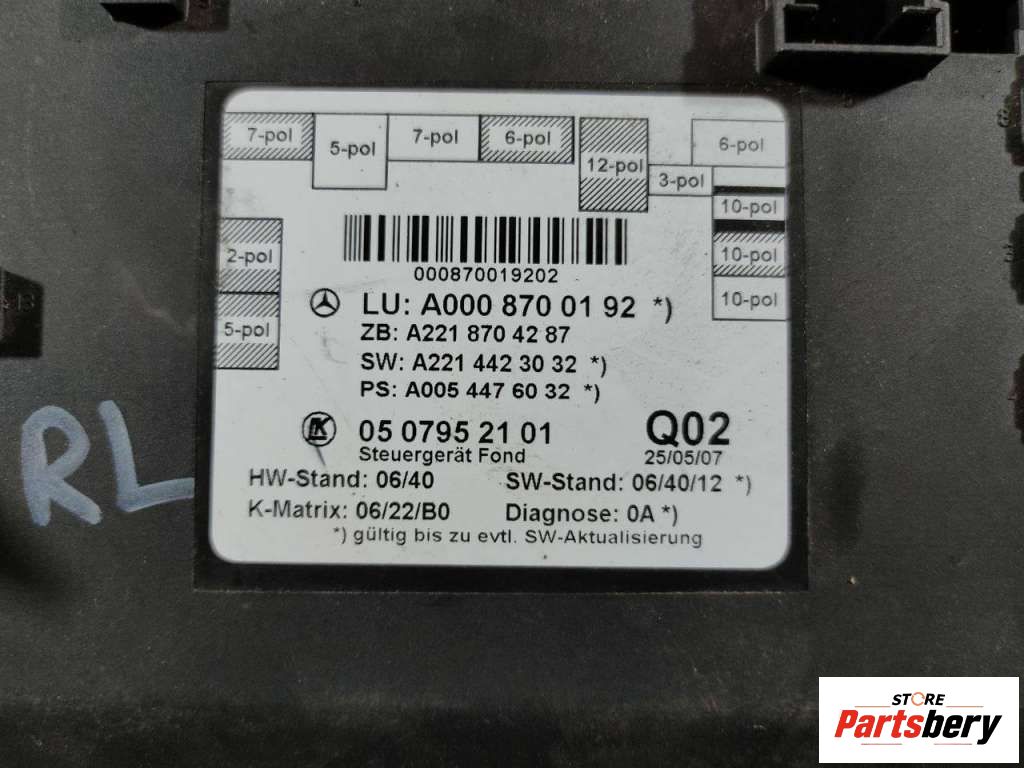 7-pol
5-pol
7-pol
6-pol
12-pol
3-pol
6-pol
10-pol
10-pol
10-pol
2-pol
5-pol
000870019202
LU: A000 870 01 92 *)
ZB: A221 870 42 87
SW: A221 442 30 32 *)
PS: A005 447 60 32 *)
05 0795 21 01
Q02
Steuergerät Fond
25/05/07
HW-Stand: 06/40
SW-Stand: 06/40/12 *)
K-Matrix: 06/22/B0
Diagnose: 0A *)
*) gültig bis zu evtl. SW-Aktualisierung
RL
STORE
Partsbery